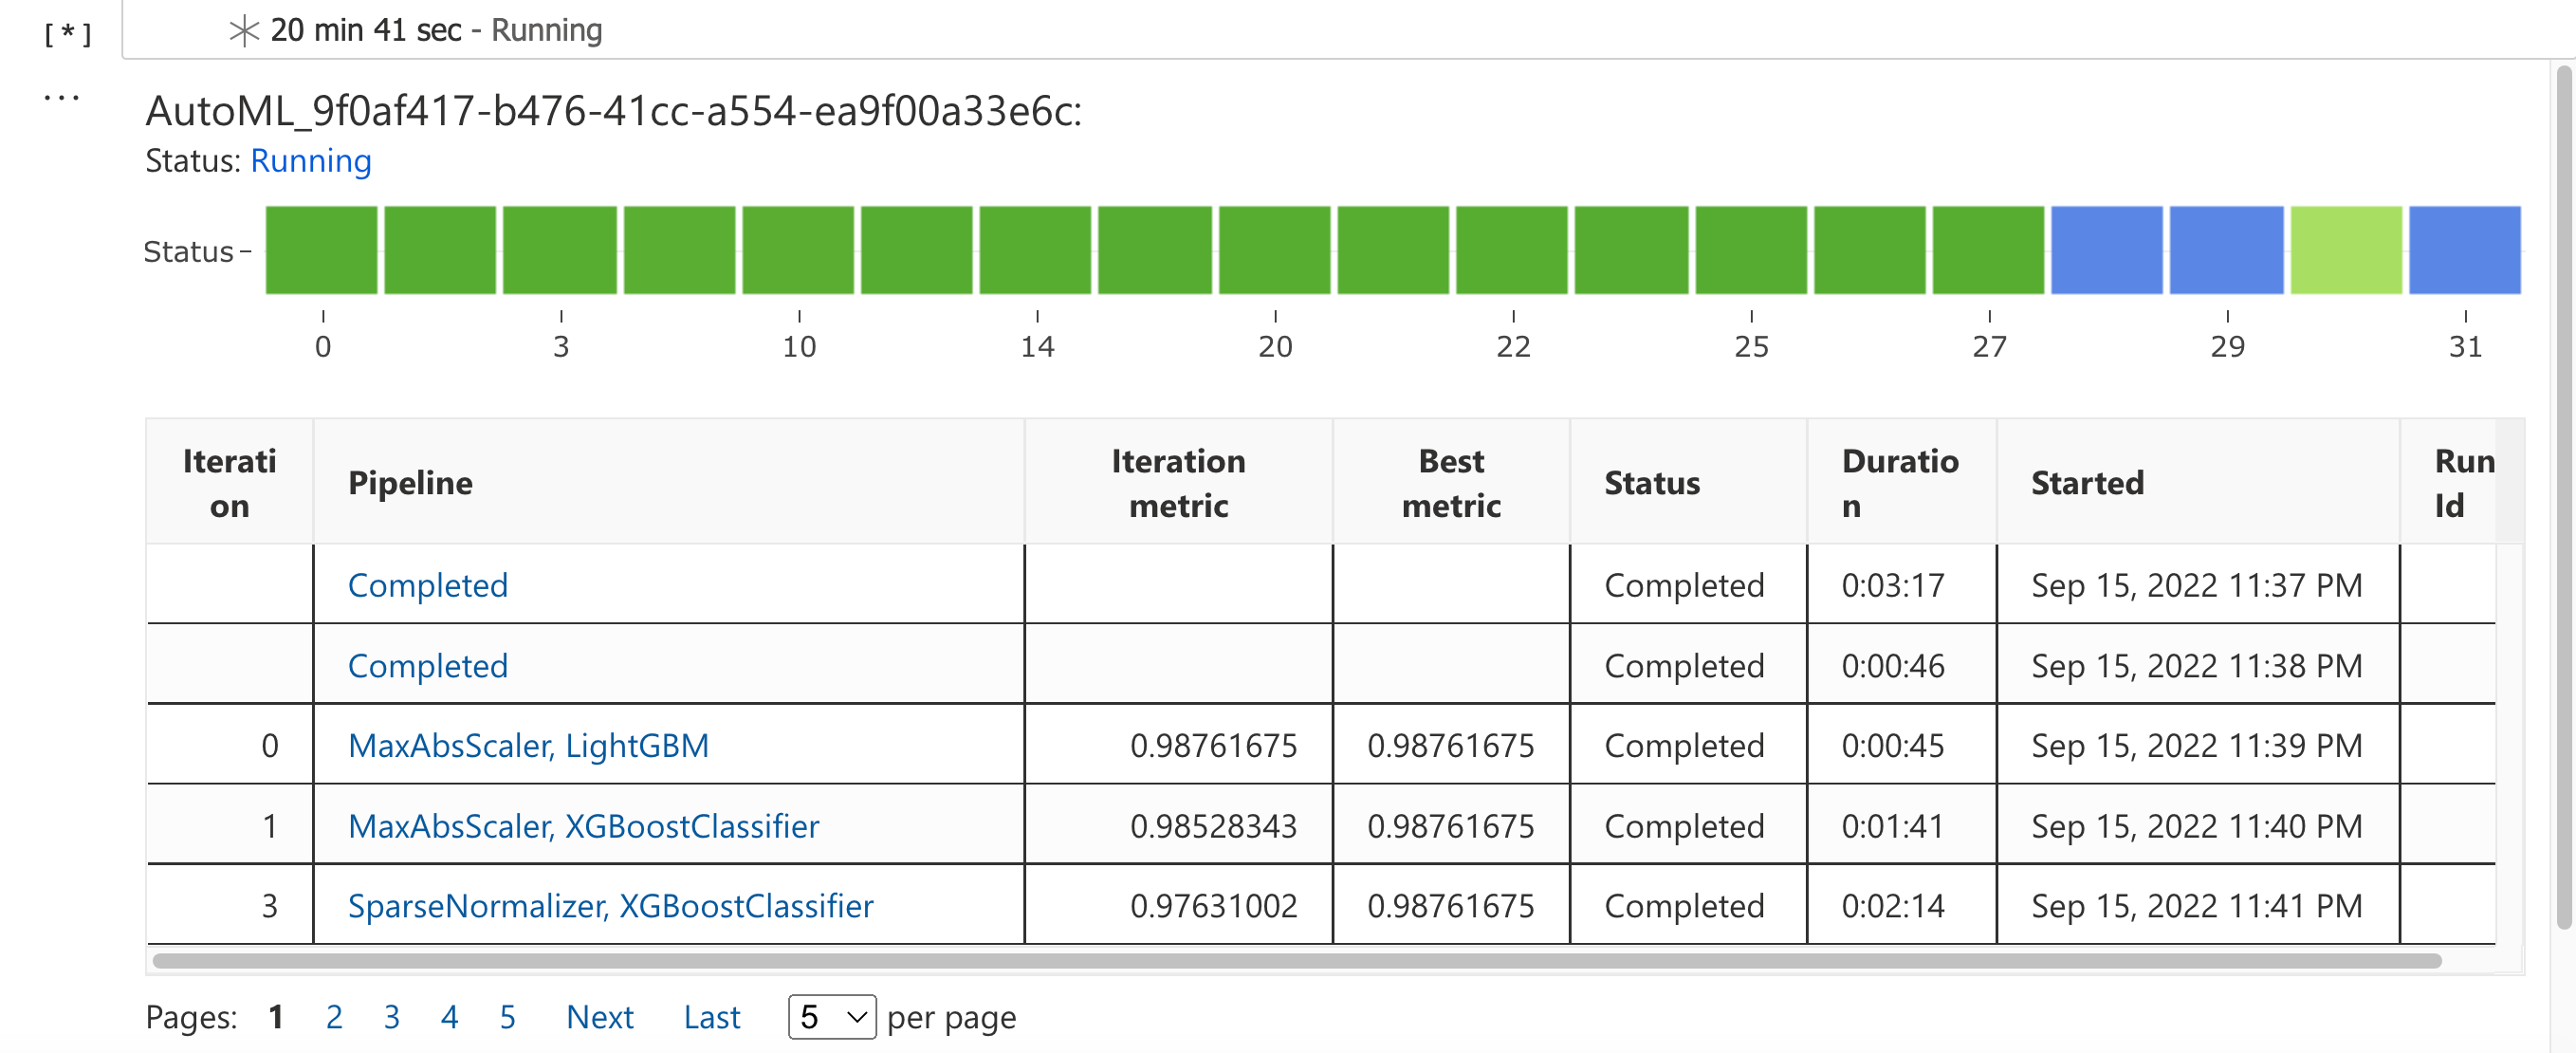 [*] 20 min 41 sec - Running
...
AutoML_9f0af417-b476-41cc-a554-ea9f00a33e6c:
Status: Running
Status
0 3 10 14 20 22 25 27 29 31
Iterati
on Pipeline Iteration
metric Best
metric Status Duratio
n Started Run
Id
Completed Completed 0:03:17 Sep 15, 2022 11:37 PM
Completed Completed 0:00:46 Sep 15, 2022 11:38 PM
0 MaxAbsScaler, LightGBM 0.98761675 0.98761675 Completed 0:00:45 Sep 15, 2022 11:39 PM
1 MaxAbsScaler, XGBoostClassifier 0.98528343 0.98761675 Completed 0:01:41 Sep 15, 2022 11:40 PM
3 SparseNormalizer, XGBoostClassifier 0.97631002 0.98761675 Completed 0:02:14 Sep 15, 2022 11:41 PM
Pages: 1 2 3 4 5 Next Last 5 per page